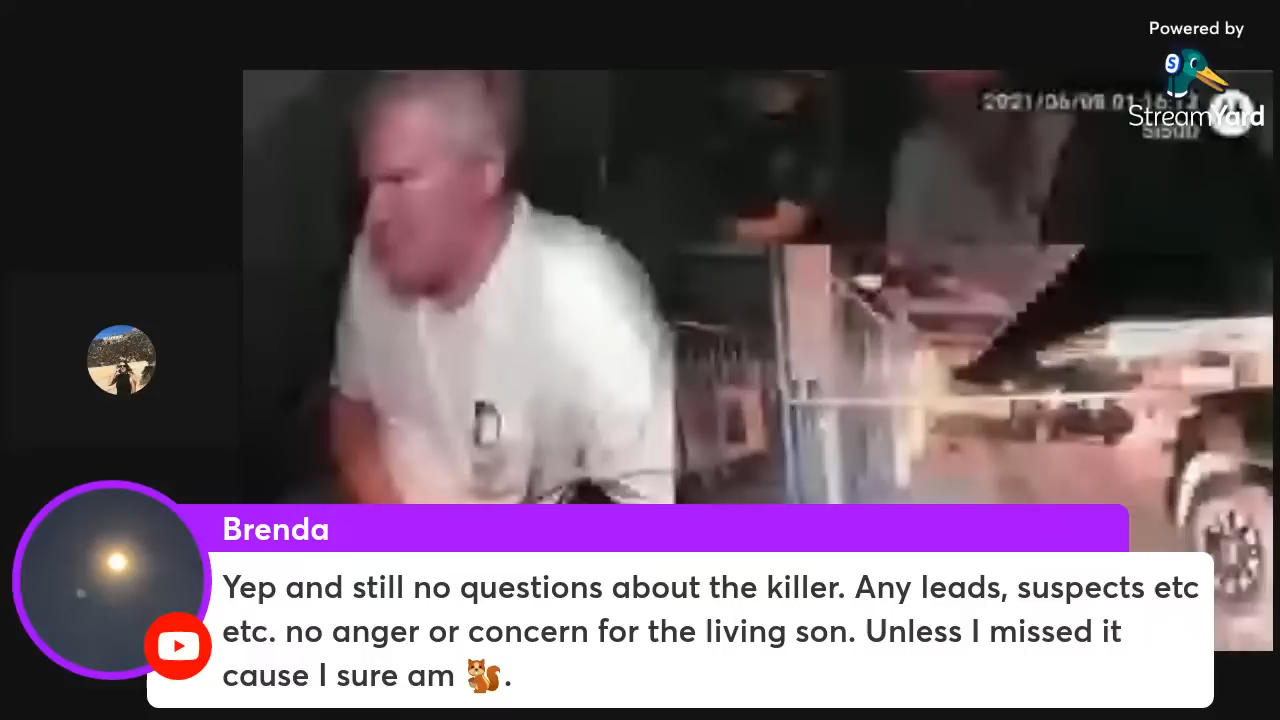 Powered by
StreamYard
Brenda
Yep and still no questions about the killer. Any leads, suspects etc
etc. no anger or concern for the living son. Unless I missed it
cause I sure am 🐿️.